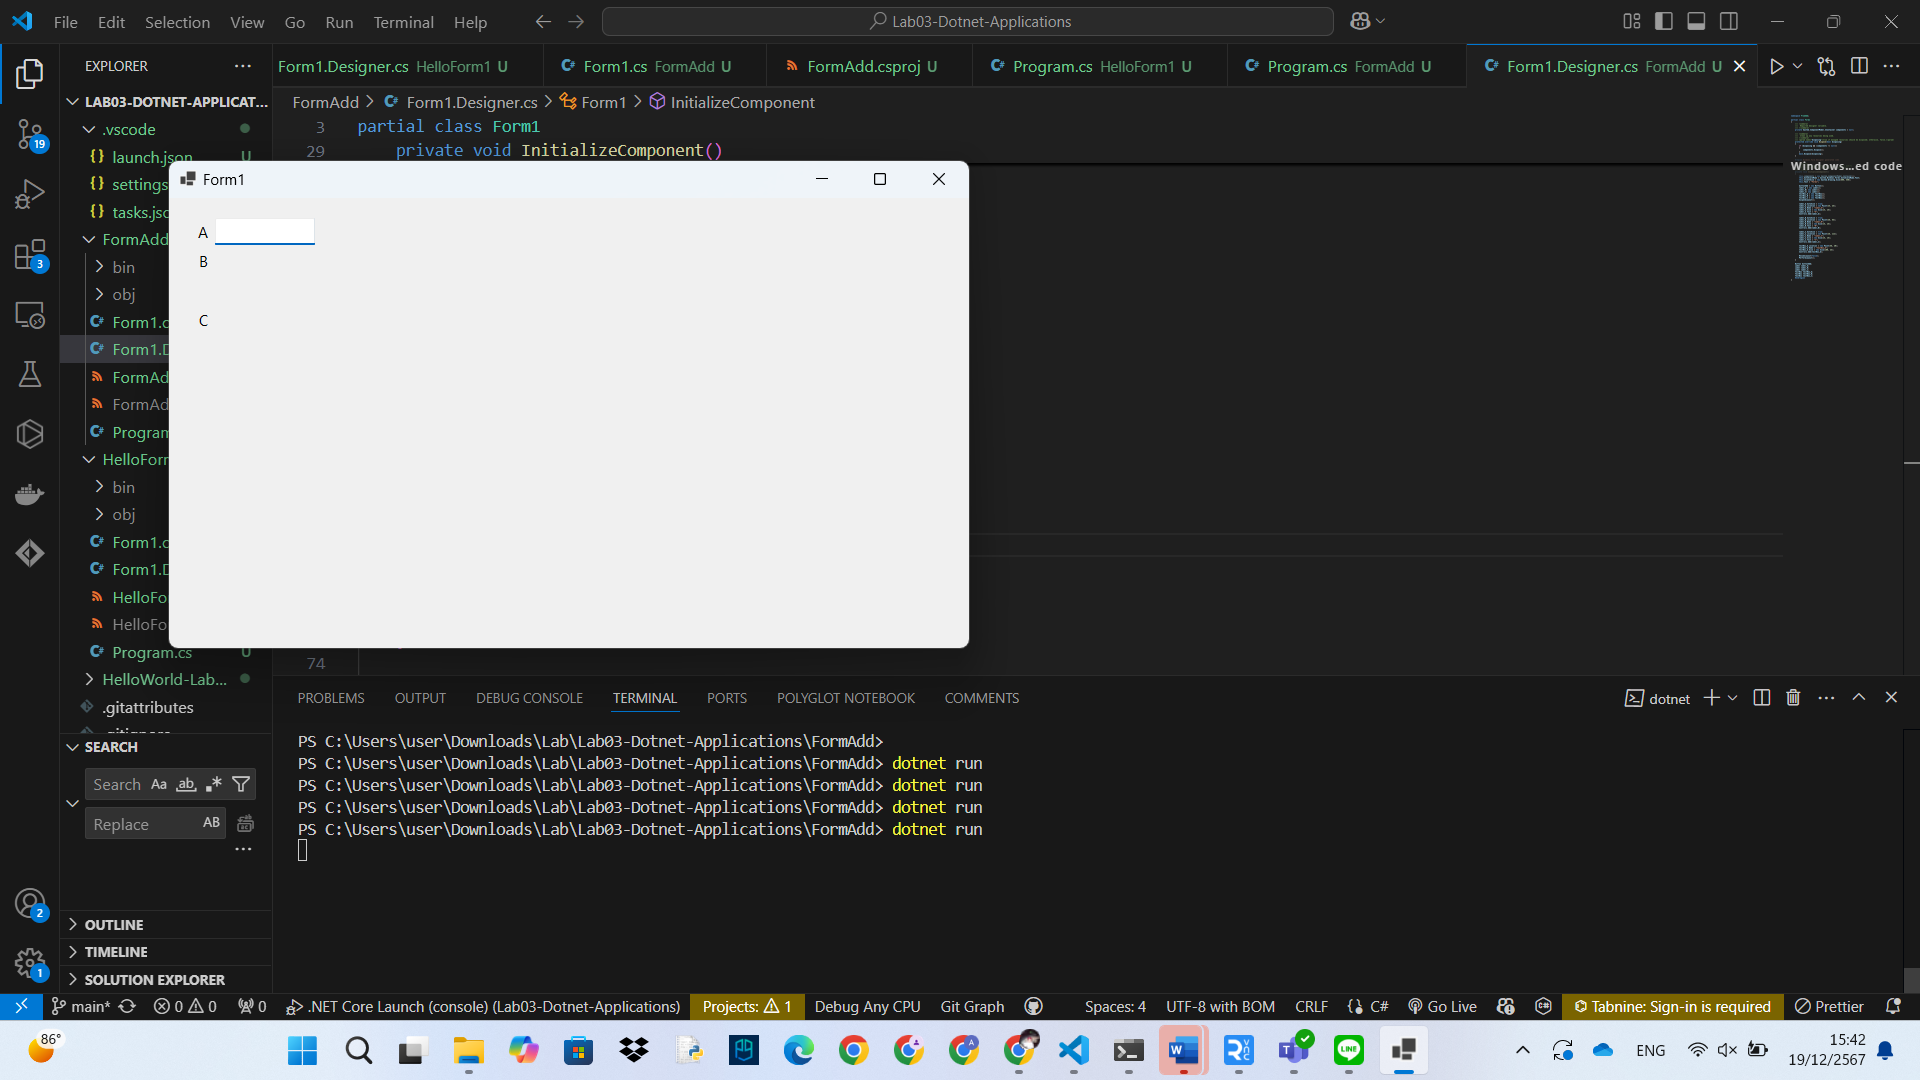 File Edit Selection View Go Run Terminal Help
Lab03-Dotnet-Applications
EXPLORER
Form1.Designer.cs HelloForm1 U
Form1.cs FormAdd U
FormAdd.csproj U
Program.cs HelloForm1 U
Program.cs FormAdd U
Form1.Designer.cs FormAdd U
FormAdd > Form1.Designer.cs > Form1 > InitializeComponent
3 partial class Form1
29 private void InitializeComponent()
74
Windows...ed code
LAB03-DOTNET-APPLICAT...
.vscode
launch.json U
settings
tasks.jso
FormAdd
bin
obj
Form1.c
Form1.D
FormAd
FormAd
Program
HelloForm
bin
obj
Form1.c
Form1.D
HelloFo
HelloFo
Program.cs U
HelloWorld-Lab...
.gitattributes
.gitignore
Form1
A
B
C
SEARCH
Search Aa ab
Replace AB
OUTLINE
TIMELINE
SOLUTION EXPLORER
19
3
2
1
PROBLEMS OUTPUT DEBUG CONSOLE TERMINAL PORTS POLYGLOT NOTEBOOK COMMENTS
dotnet
PS C:\Users\user\Downloads\Lab\Lab03-Dotnet-Applications\FormAdd>
PS C:\Users\user\Downloads\Lab\Lab03-Dotnet-Applications\FormAdd> dotnet run
PS C:\Users\user\Downloads\Lab\Lab03-Dotnet-Applications\FormAdd> dotnet run
PS C:\Users\user\Downloads\Lab\Lab03-Dotnet-Applications\FormAdd> dotnet run
PS C:\Users\user\Downloads\Lab\Lab03-Dotnet-Applications\FormAdd> dotnet run
main* 0 0 0 .NET Core Launch (console) (Lab03-Dotnet-Applications) Projects: 1 Debug Any CPU Git Graph Spaces: 4 UTF-8 with BOM CRLF C# Go Live Tabnine: Sign-in is required Prettier
86°
ENG
15:42
19/12/2567